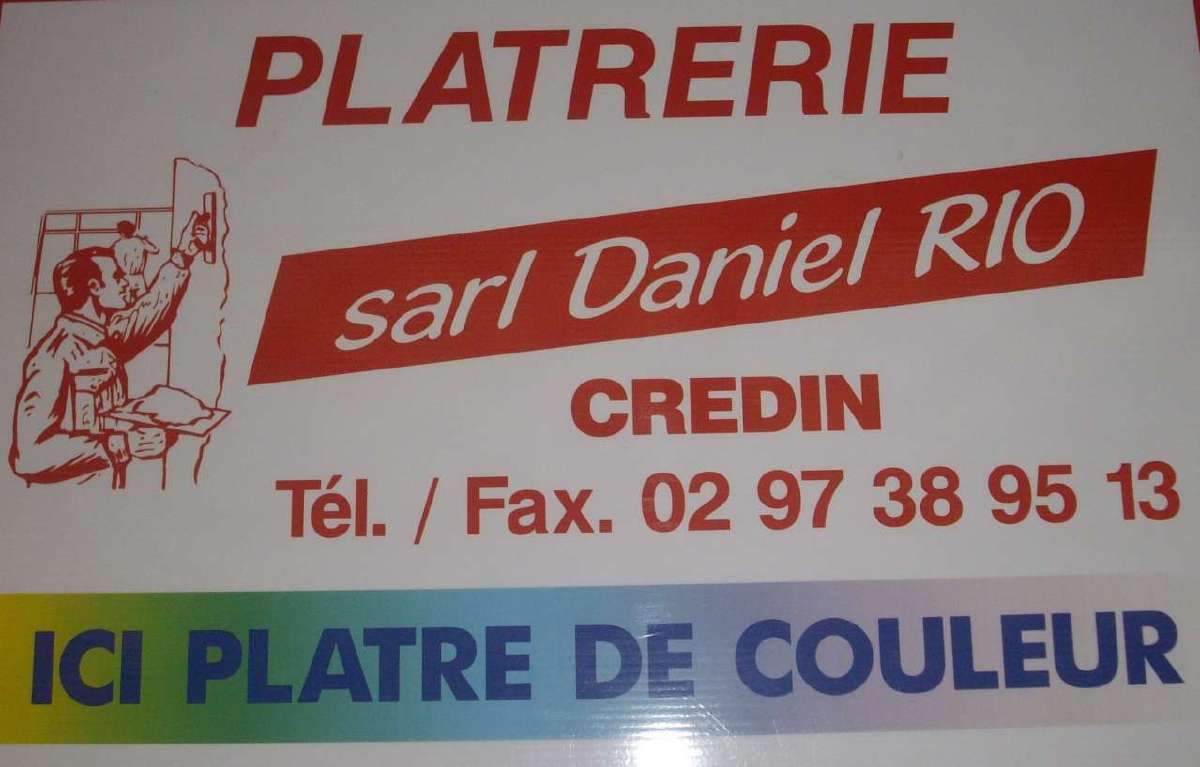 PLATRERIE
sarl Daniel RIO
CREDIN
Tél. / Fax. 02 97 38 95 13
ICI PLATRE DE COULEUR